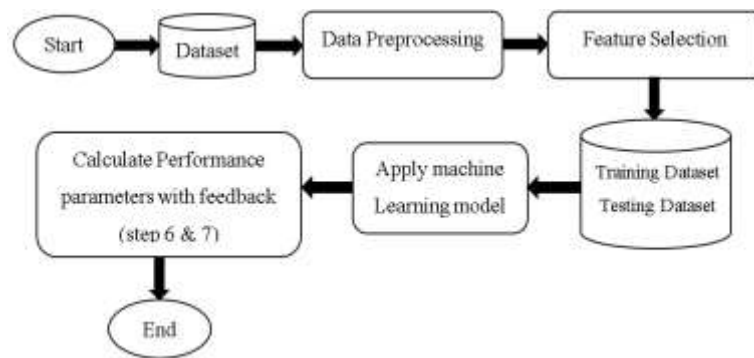 Start
Dataset
Data Preprocessing
Feature Selection
Training Dataset
Testing Dataset
Apply machine
Learning model
Calculate Performance
parameters with feedback
(step 6 & 7)
End